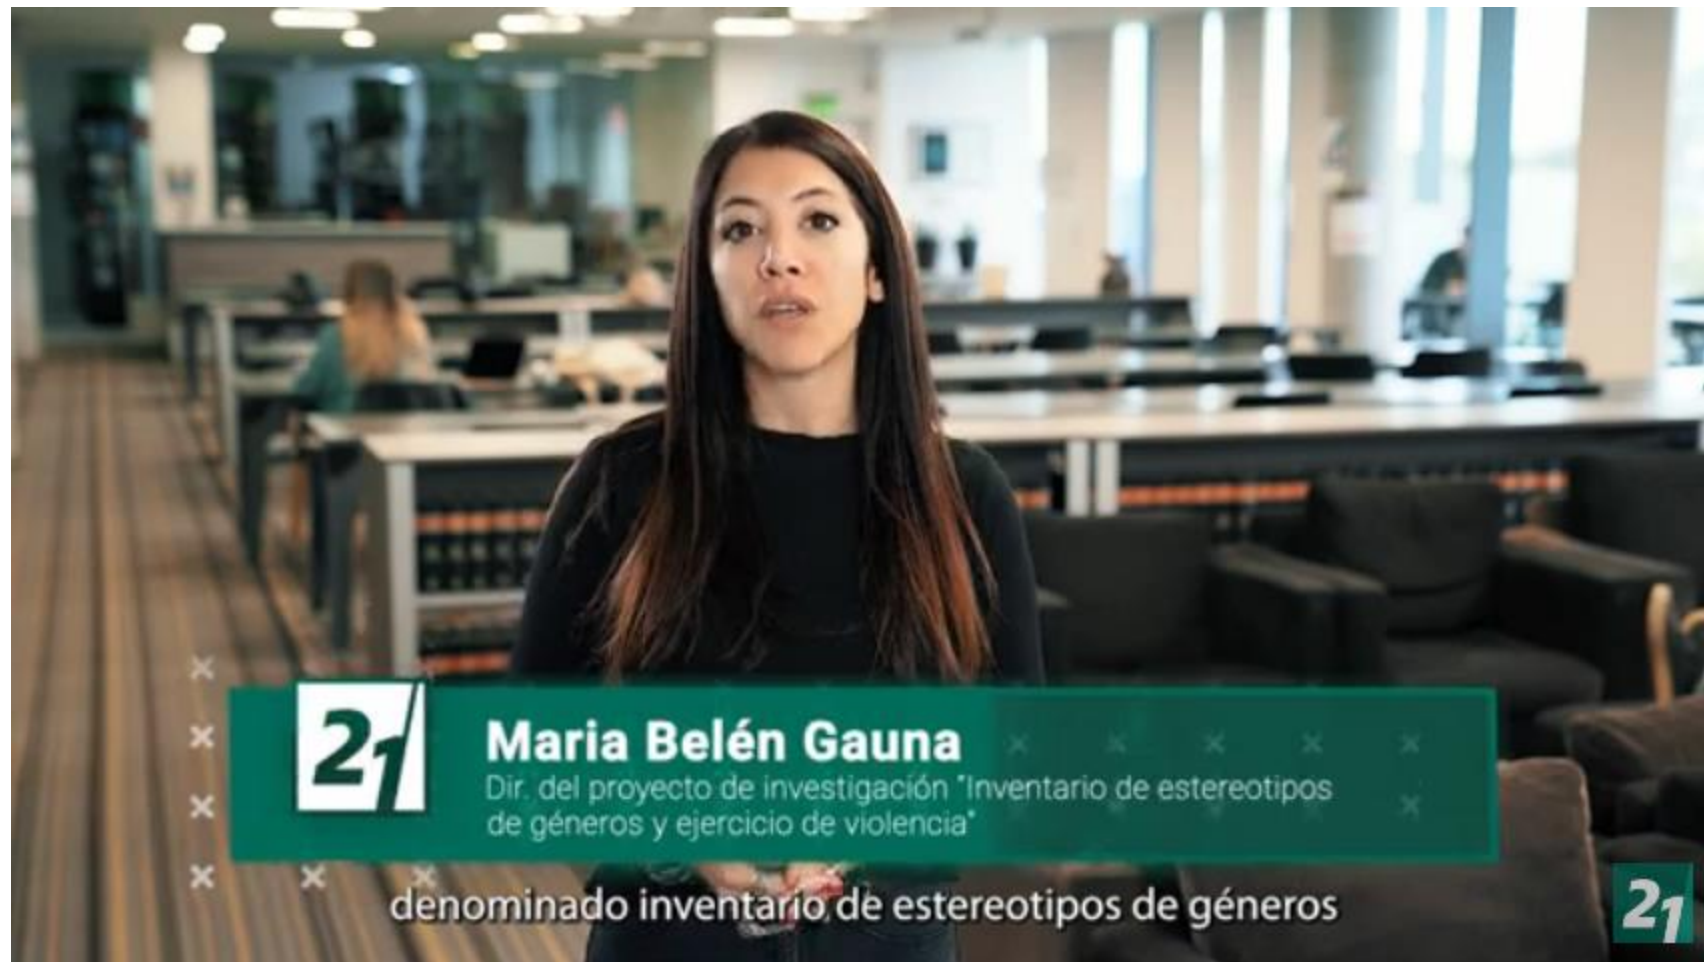 21
Maria Belén Gauna
Dir. del proyecto de investigación "Inventario de estereotipos
de géneros y ejercicio de violencia"
denominado inventario de estereotipos de géneros
21